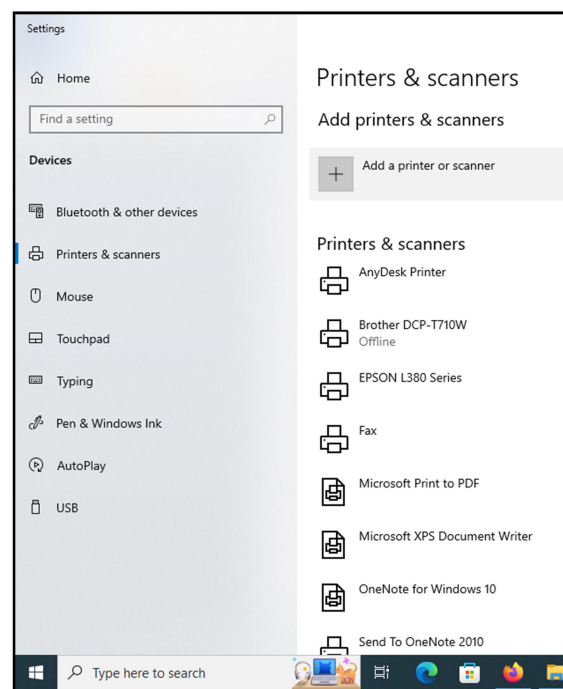 Settings
Home
Find a setting
Devices
Bluetooth & other devices
Printers & scanners
Mouse
Touchpad
Typing
Pen & Windows Ink
AutoPlay
USB
Printers & scanners
Add printers & scanners
Add a printer or scanner
Printers & scanners
AnyDesk Printer
Brother DCP-T710W
Offline
EPSON L380 Series
Fax
Microsoft Print to PDF
Microsoft XPS Document Writer
OneNote for Windows 10
Send To OneNote 2010
Type here to search